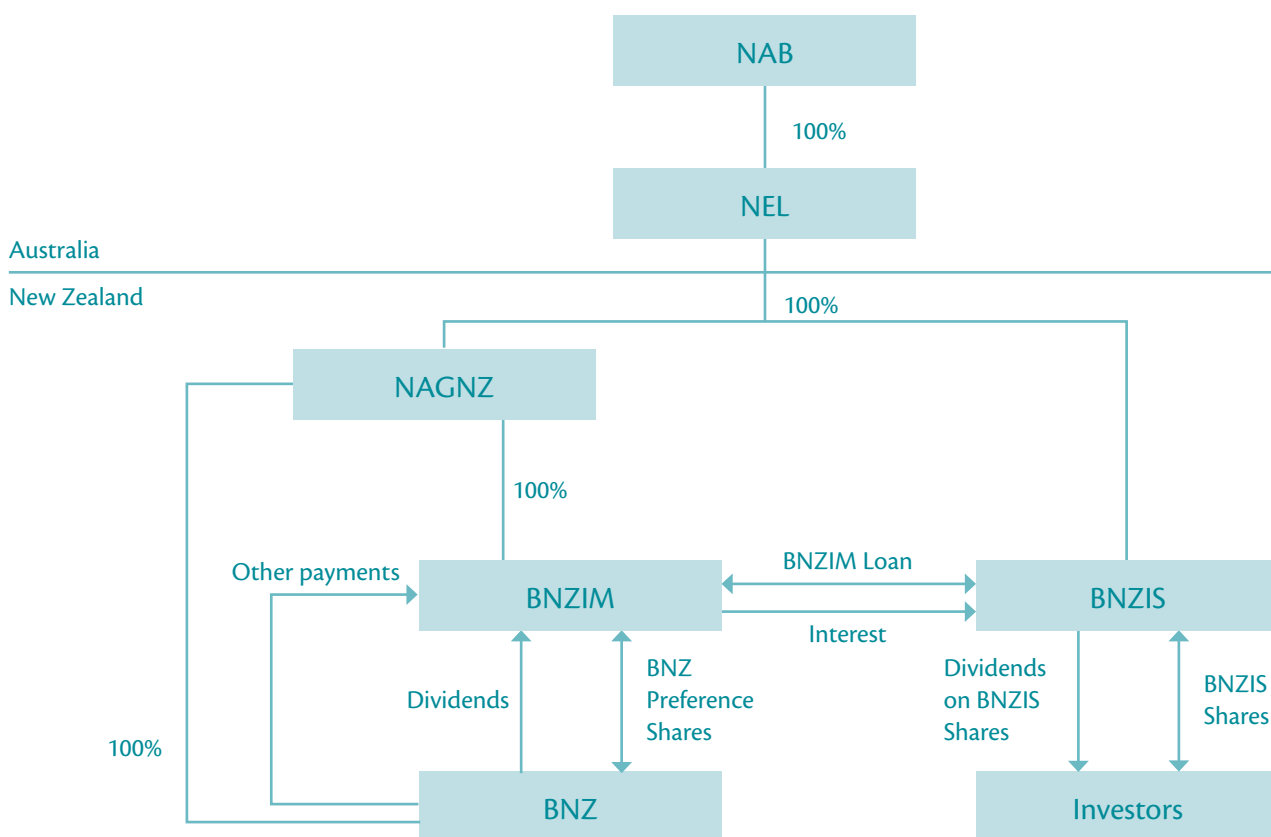 NAB
100%
NEL
Australia
New Zealand
100%
NAGNZ
100%
Other payments
BNZIM
BNZIM Loan
BNZIS
Interest
Dividends
BNZ
Preference
Shares
Dividends
on BNZIS
Shares
BNZIS
Shares
100%
BNZ
Investors